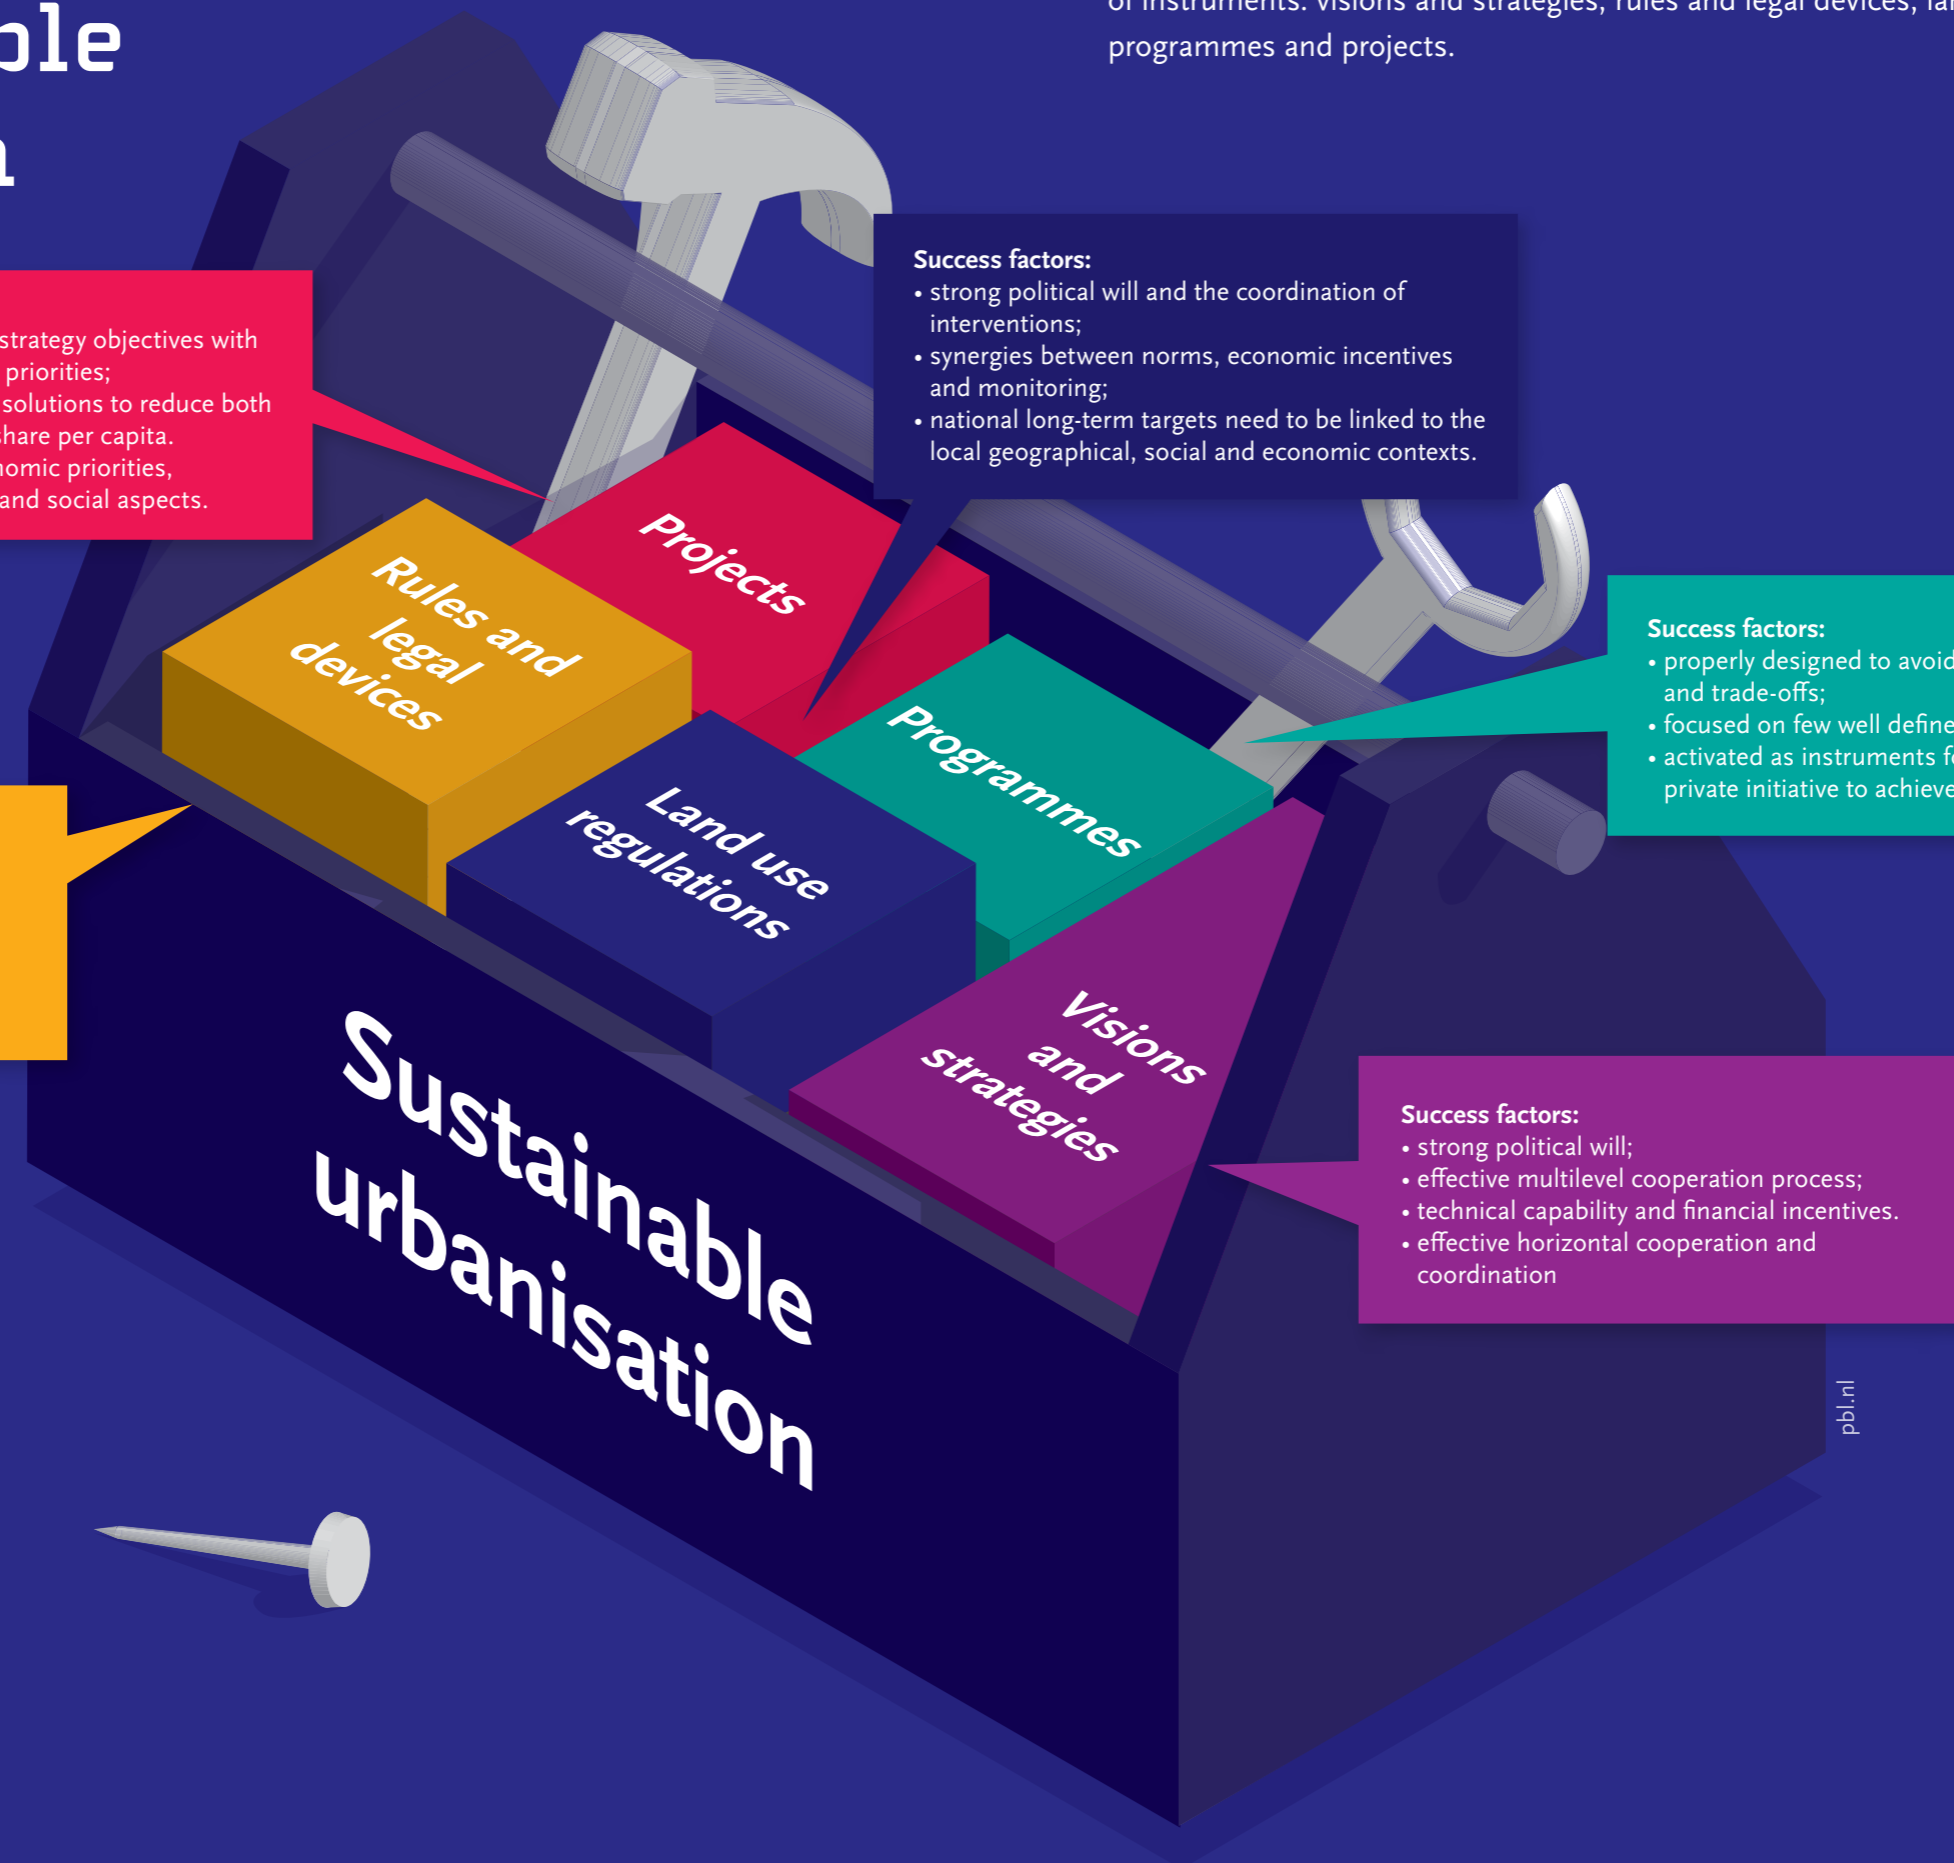 of instruments: visions and strategies, rules and legal devices,
programmes and projects.
strategy objectives with
priorities;
solutions to reduce both
share per capita.
priorities,
and social aspects.
Success factors:
• strong political will and the coordination of
interventions;
• synergies between norms, economic incentives
and monitoring;
• national long-term targets need to be linked to the
local geographical, social and economic contexts.
Success factors:
• properly designed to avoid
and trade-offs;
• focused on few well
• activated as instruments
private initiative to achieve
Projects
Rules and
legal
devices
Programmes
Land use
regulations
Visions
and
strategies
Success factors:
• strong political will;
• effective multilevel cooperation process;
• technical capability and financial incentives.
• effective horizontal cooperation and
coordination
Sustainable
urbanisation
pbl.nl